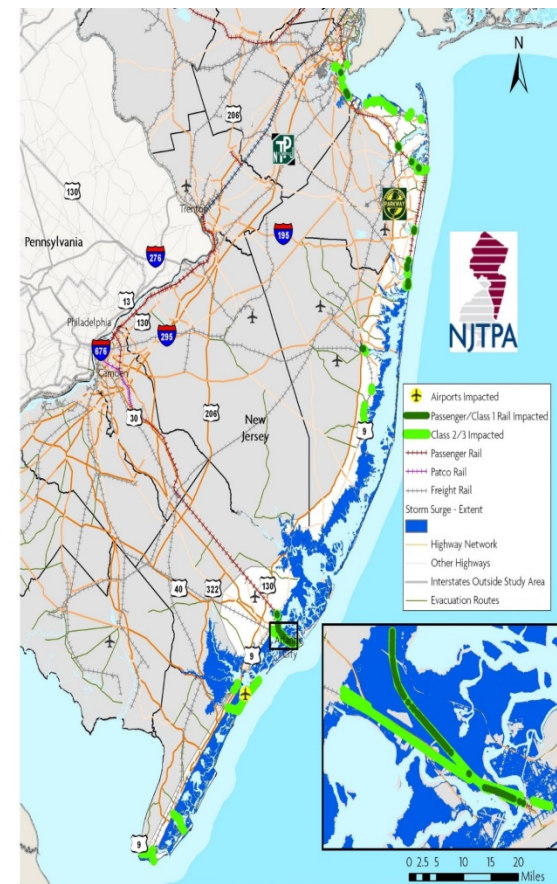 N
206
NJTP
130
Trenton
PARKWAY
Pennsylvania
276
195
NJTPA
13
Philadelphia
130
295
676
Camden
30
206
New
Jersey
9
Airports Impacted
Passenger/Class 1 Rail Impacted
Class 2/3 Impacted
Passenger Rail
Patco Rail
Freight Rail
Storm Surge - Extent
Highway Network
Other Highways
Interstates Outside Study Area
Evacuation Routes
40
322
130
9
City
9
0 2.5 5 10 15 20
Miles